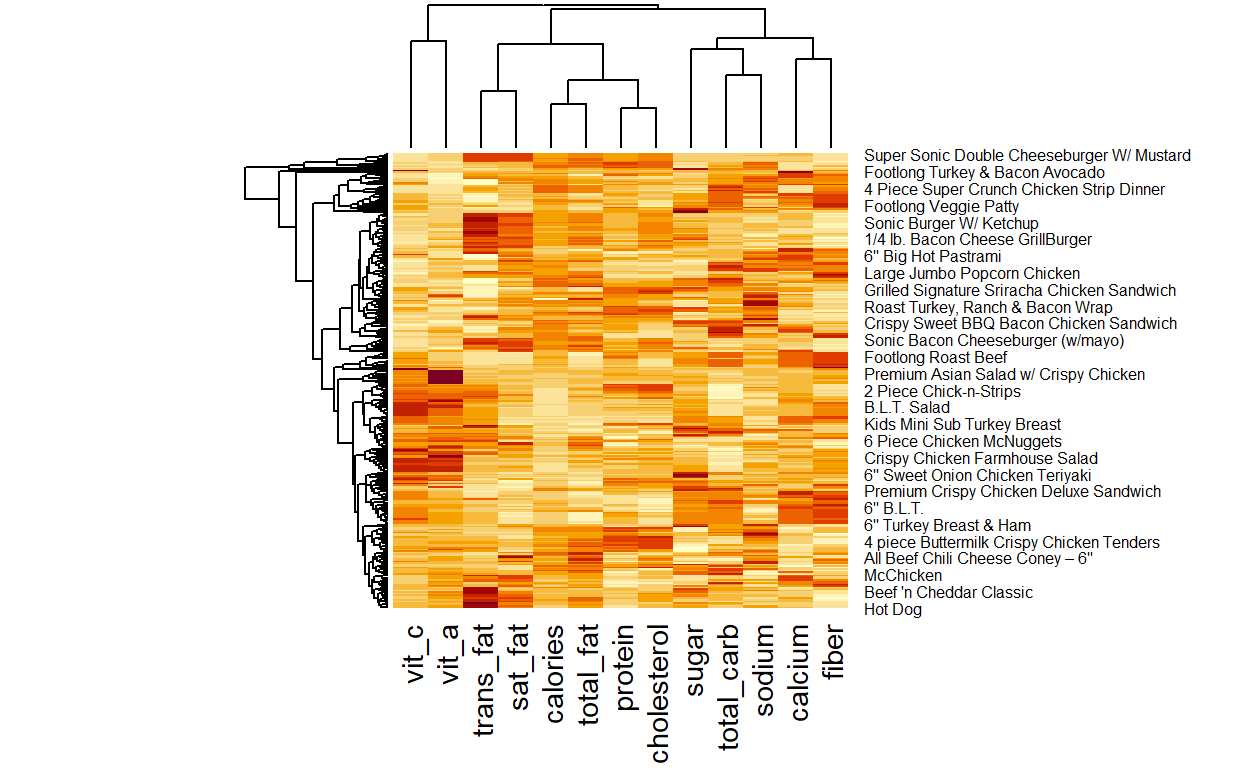 Super Sonic Double Cheeseburger W/ Mustard
Footlong Turkey & Bacon Avocado
4 Piece Super Crunch Chicken Strip Dinner
Footlong Veggie Patty
Sonic Burger W/ Ketchup
1/4 lb. Bacon Cheese GrillBurger
6" Big Hot Pastrami
Large Jumbo Popcorn Chicken
Grilled Signature Sriracha Chicken Sandwich
Roast Turkey, Ranch & Bacon Wrap
Crispy Sweet BBQ Bacon Chicken Sandwich
Sonic Bacon Cheeseburger (w/mayo)
Footlong Roast Beef
Premium Asian Salad w/ Crispy Chicken
2 Piece Chick-n-Strips
B.L.T. Salad
Kids Mini Sub Turkey Breast
6 Piece Chicken McNuggets
Crispy Chicken Farmhouse Salad
6" Sweet Onion Chicken Teriyaki
Premium Crispy Chicken Deluxe Sandwich
6" B.L.T.
6" Turkey Breast & Ham
4 piece Buttermilk Crispy Chicken Tenders
All Beef Chili Cheese Coney – 6"
McChicken
Beef 'n Cheddar Classic
Hot Dog
vit_c
vit_a
trans_fat
sat_fat
calories
total_fat
protein
cholesterol
sugar
total_carb
sodium
calcium
fiber